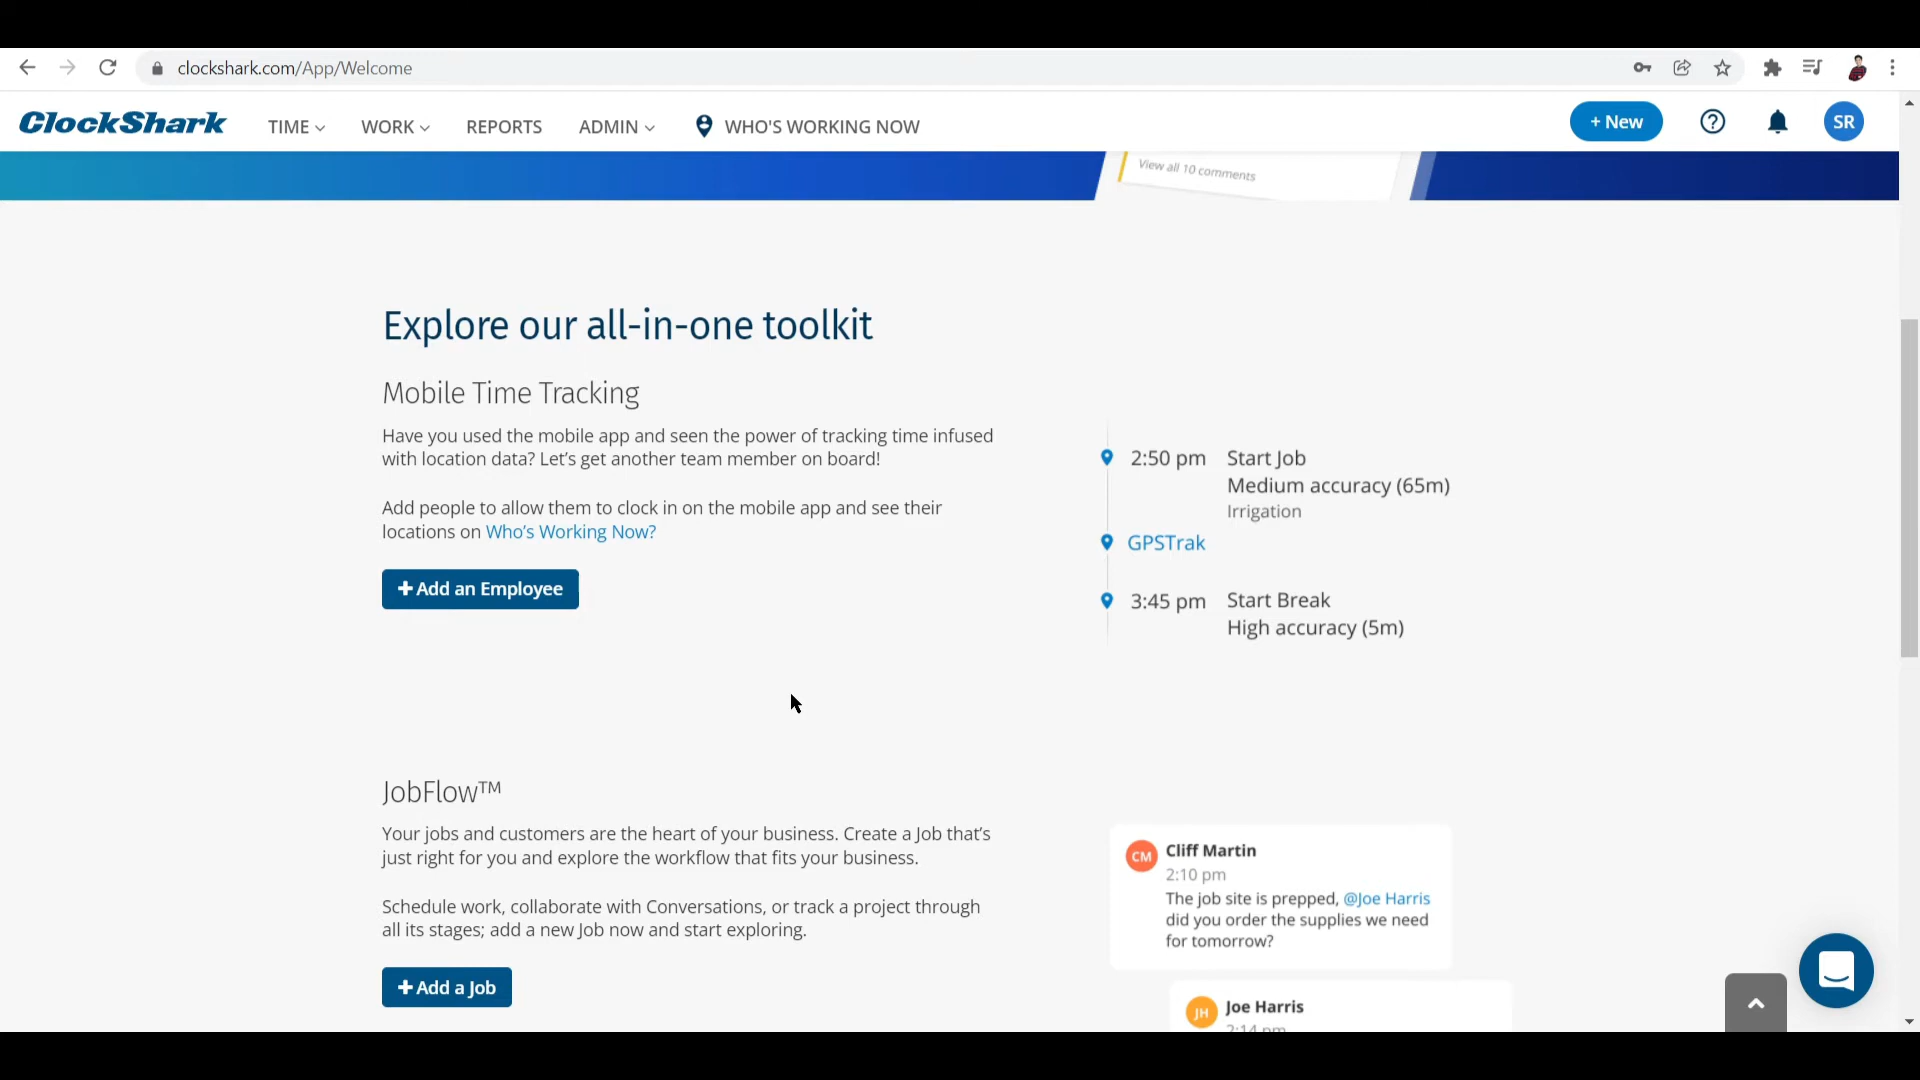 clockshark.com/App/Welcome
ClockShark
TIME
WORK
REPORTS
ADMIN
WHO'S WORKING NOW
+ New
SR
View all 10 comments
Explore our all-in-one toolkit
Mobile Time Tracking
Have you used the mobile app and seen the power of tracking time infused
with location data? Let's get another team member on board!
Add people to allow them to clock in on the mobile app and see their
locations on Who's Working Now?
+ Add an Employee
2:50 pm Start Job
Medium accuracy (65m)
Irrigation
GPSTrak
3:45 pm Start Break
High accuracy (5m)
JobFlow™
Your jobs and customers are the heart of your business. Create a Job that's
just right for you and explore the workflow that fits your business.
Schedule work, collaborate with Conversations, or track a project through
all its stages; add a new Job now and start exploring.
+ Add a Job
CM Cliff Martin
2:10 pm
The job site is prepped, @Joe Harris
did you order the supplies we need
for tomorrow?
JH Joe Harris
2:14 pm